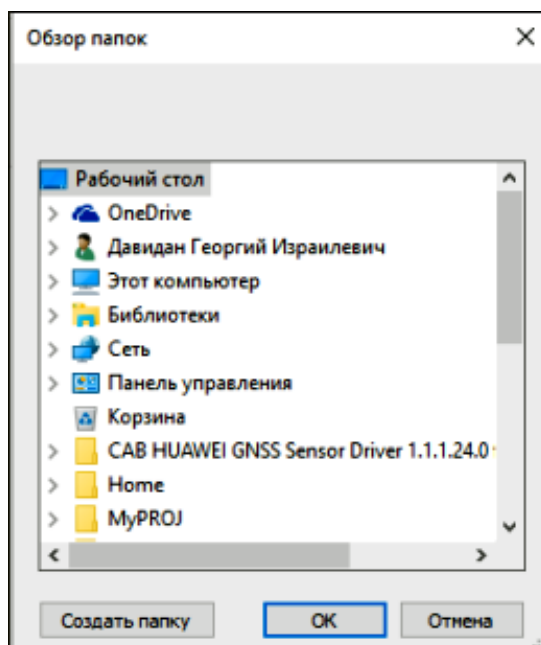 Обзор папок
Рабочий стол
OneDrive
Давидан Георгий Израилевич
Этот компьютер
Библиотеки
Сеть
Панель управления
Корзина
CAB HUAWEI GNSS Sensor Driver 1.1.1.24.0
Home
MyPROJ
Создать папку OK Отмена